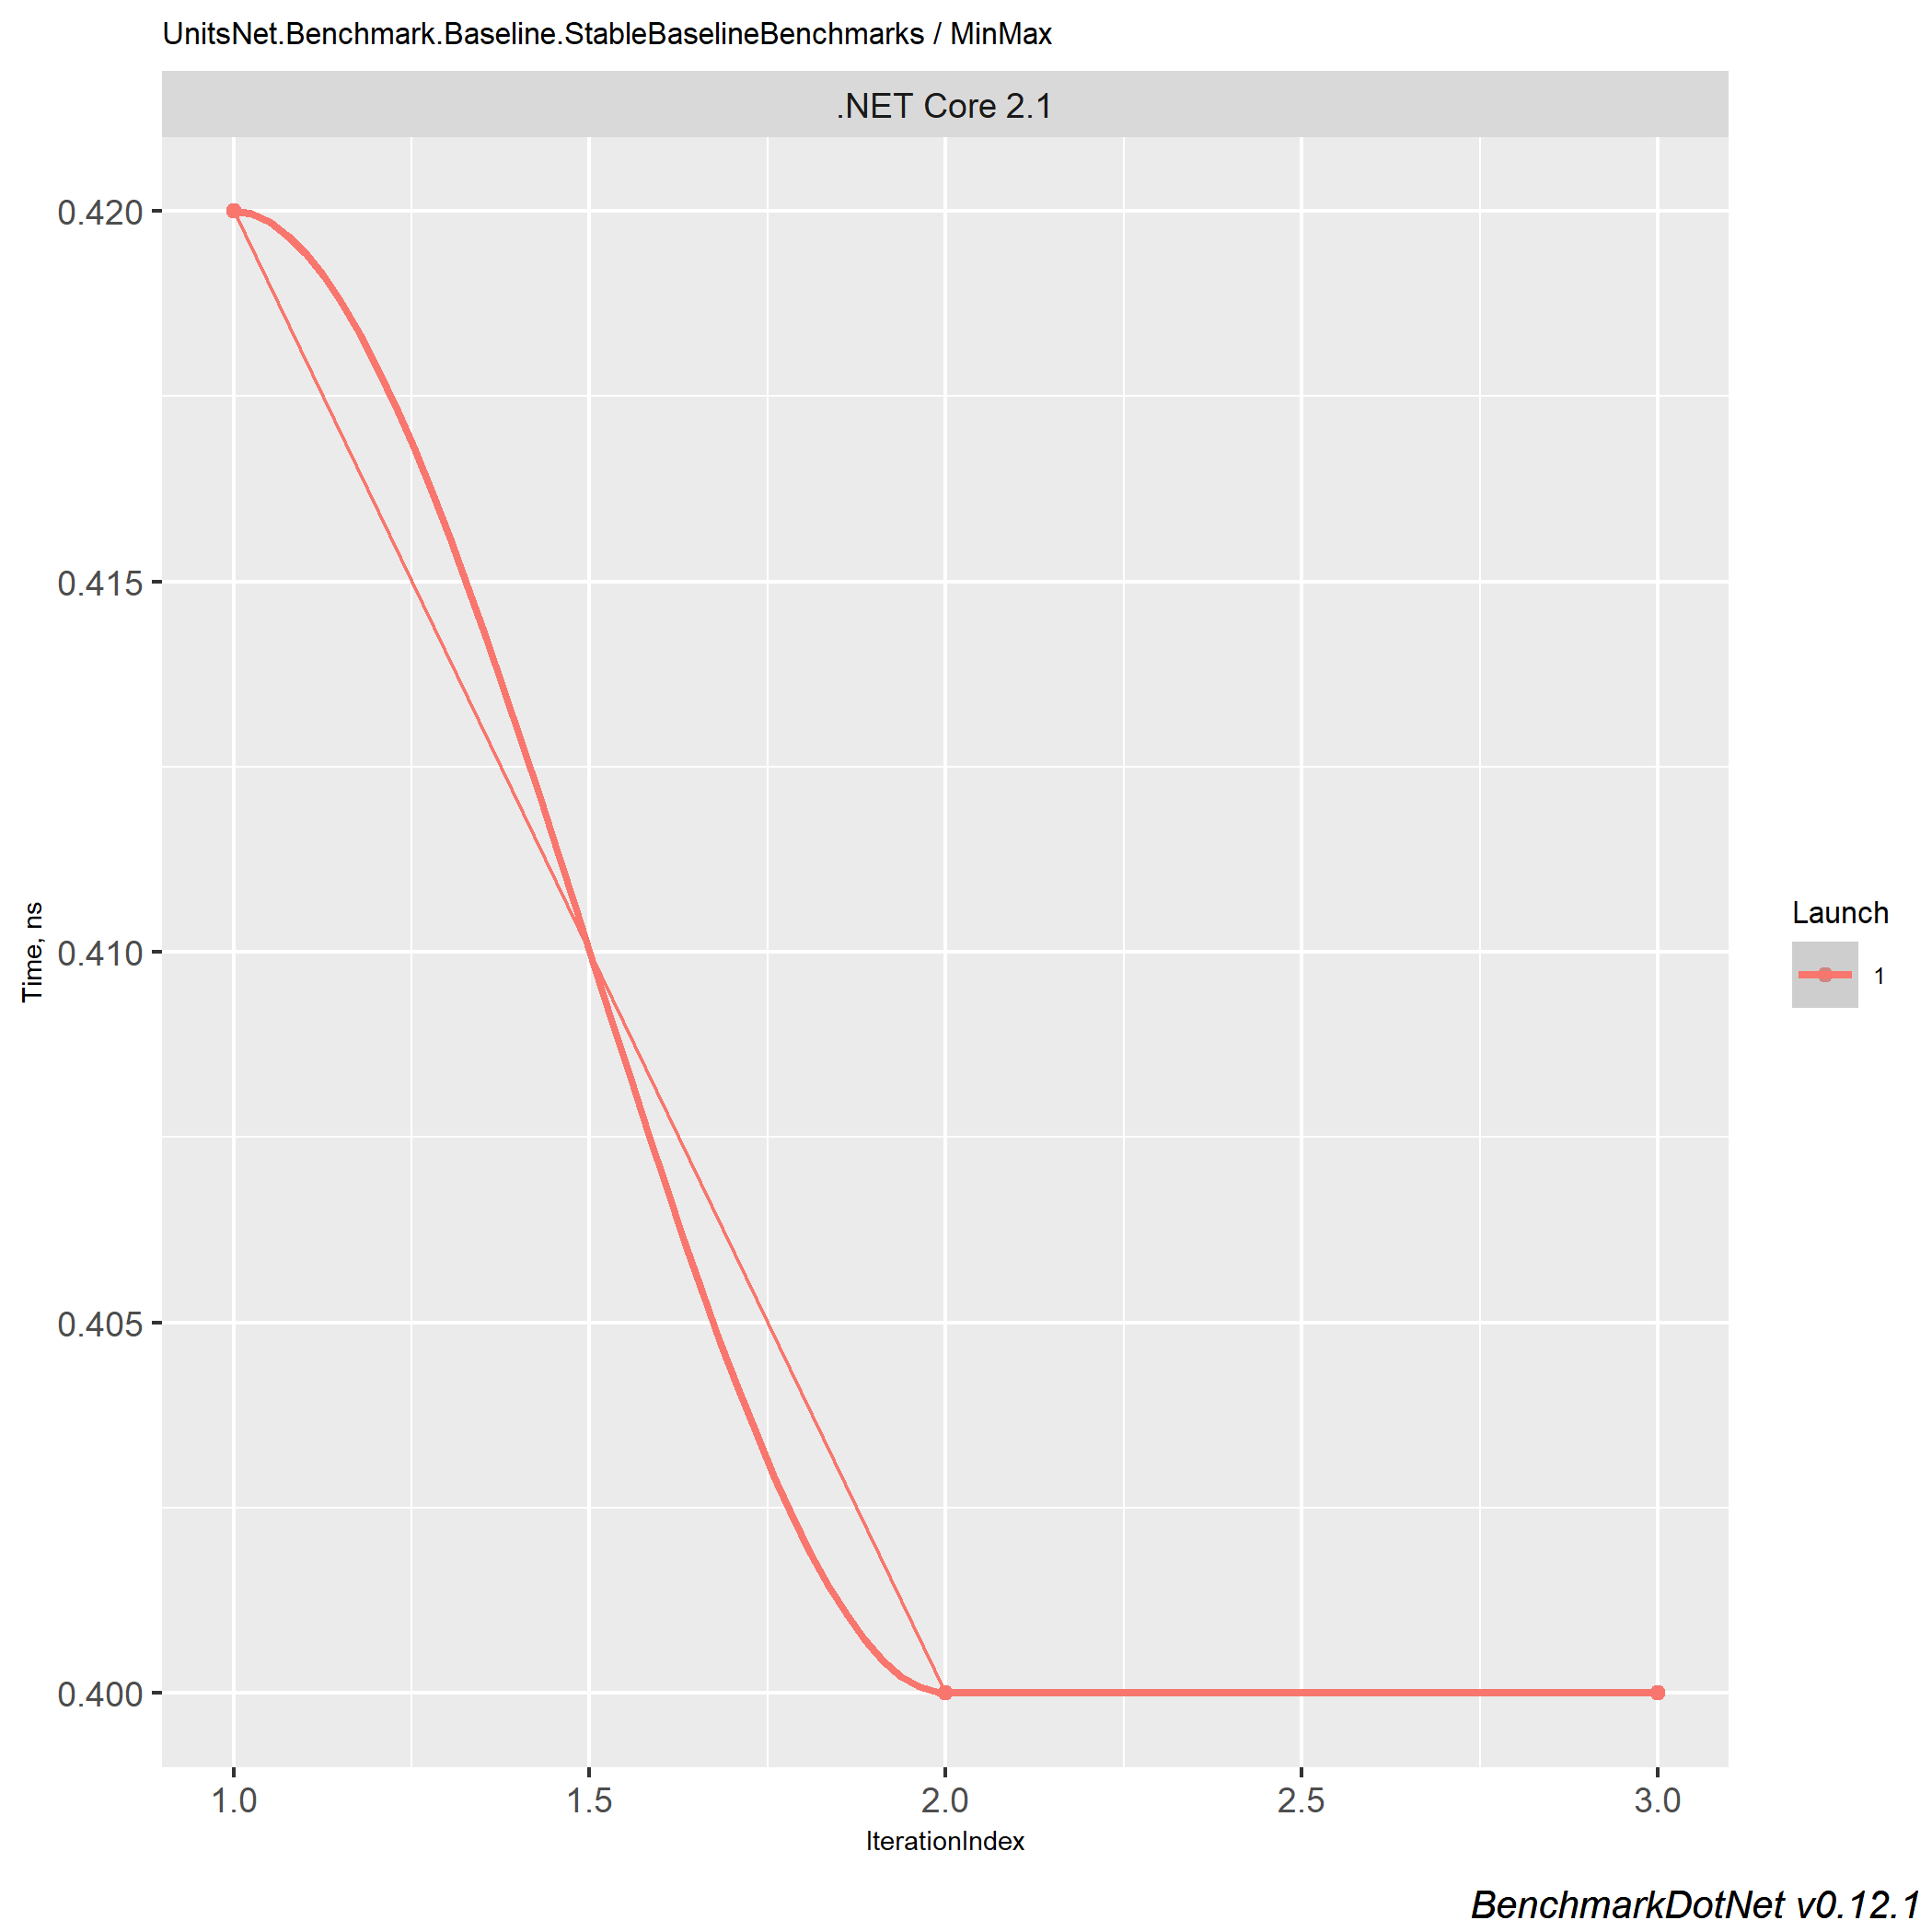 UnitsNet.Benchmark.Baseline.StableBaselineBenchmarks / MinMax
.NET Core 2.1
0.420
0.415
0.410
0.405
0.400
Time, ns
1.0 1.5 2.0 2.5 3.0
IterationIndex
Launch
1
BenchmarkDotNet v0.12.1